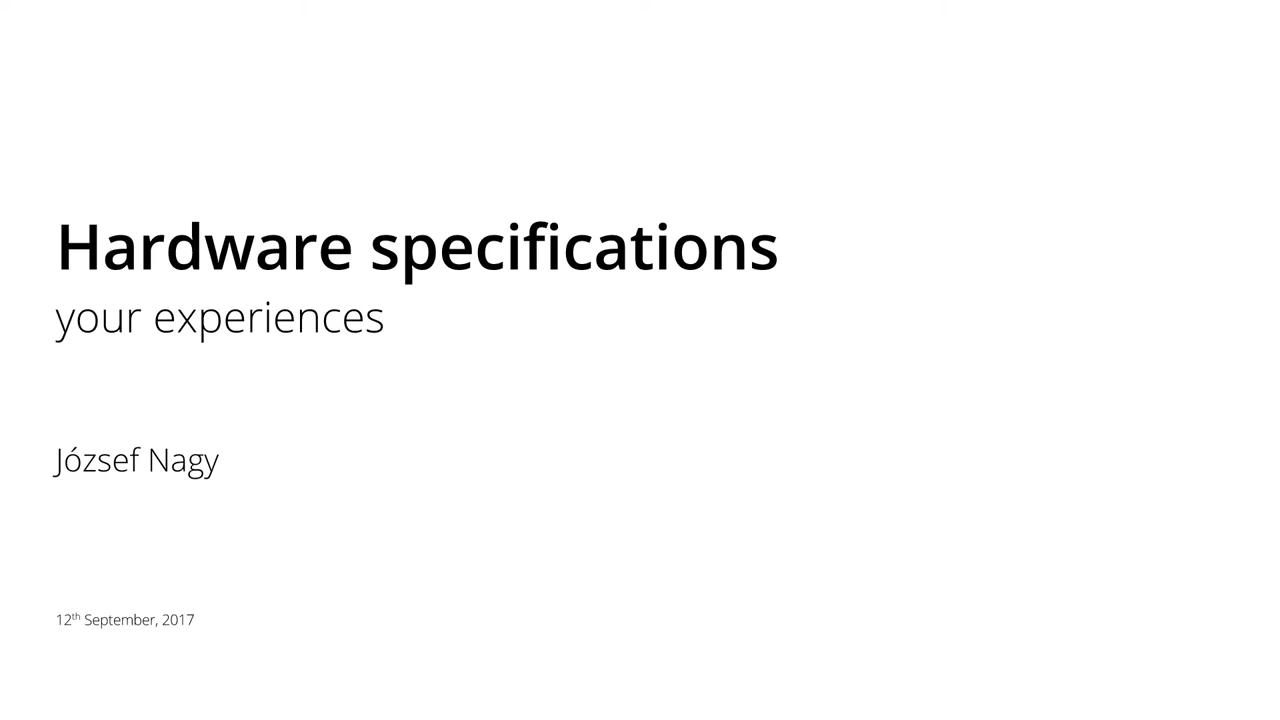 Hardware specifications
your experiences
József Nagy
12th September, 2017